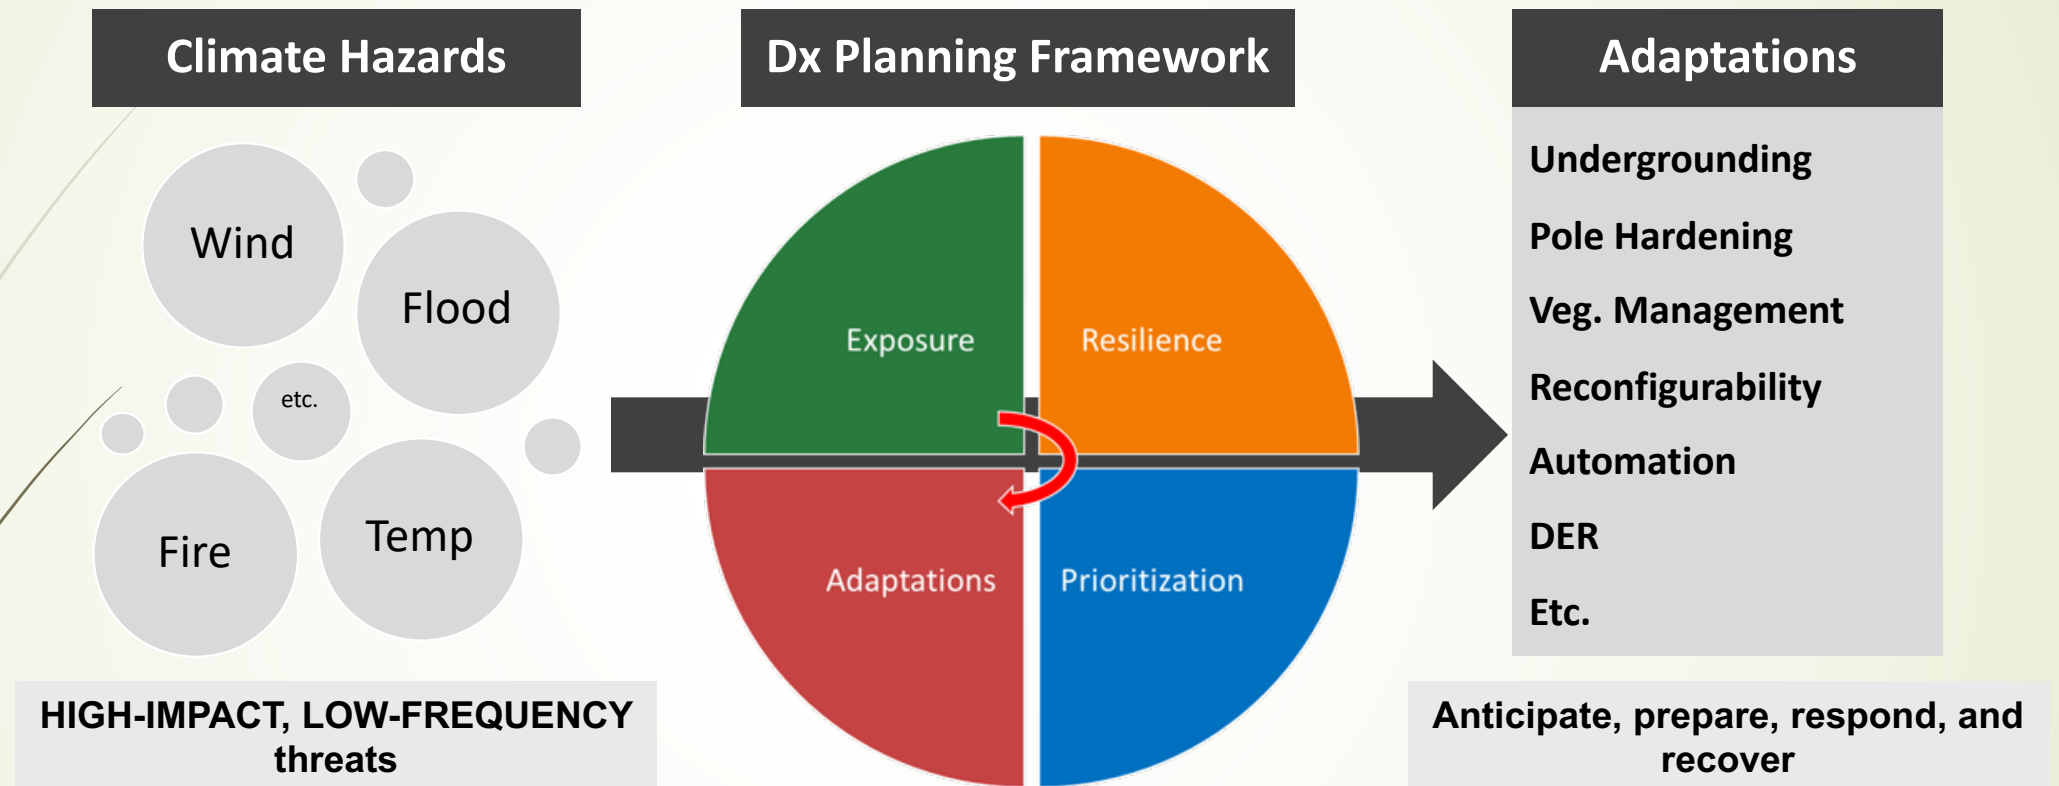 Climate Hazards
Wind
Flood
etc.
Fire
Temp
HIGH-IMPACT, LOW-FREQUENCY
threats
Dx Planning Framework
Exposure
Resilience
Adaptations
Prioritization
Adaptations
Undergrounding
Pole Hardening
Veg. Management
Reconfigurability
Automation
DER
Etc.
Anticipate, prepare, respond, and
recover